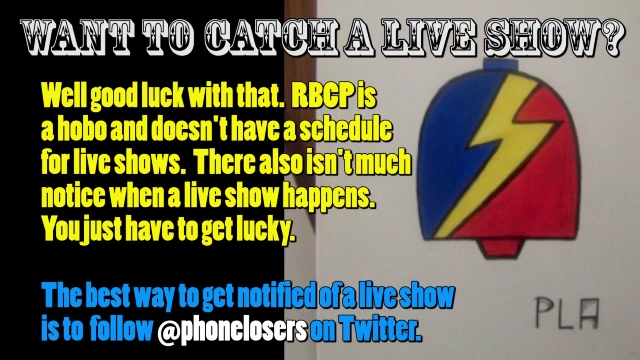 WANT TO CATCH A LIVE SHOW?
Well good luck with that. RBCP is
a hobo and doesn't have a schedule
for live shows. There also isn't much
notice when a live show happens.
You just have to get lucky.
The best way to get notified of a live show
is to follow @phonelosers on Twitter.
PLA